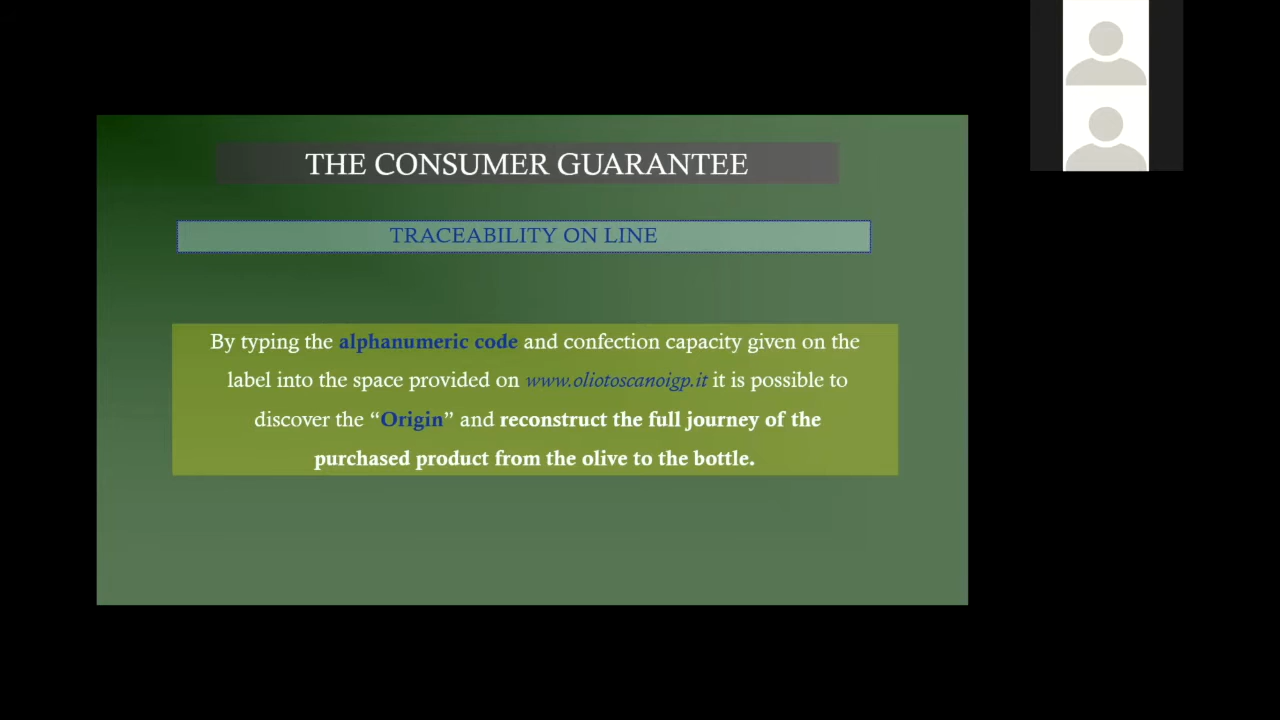 THE CONSUMER GUARANTEE
TRACEABILITY ON LINE
By typing the alphanumeric code and confection capacity given on the
label into the space provided on www.oliotoscanoigp.it it is possible to
discover the “Origin” and reconstruct the full journey of the
purchased product from the olive to the bottle.